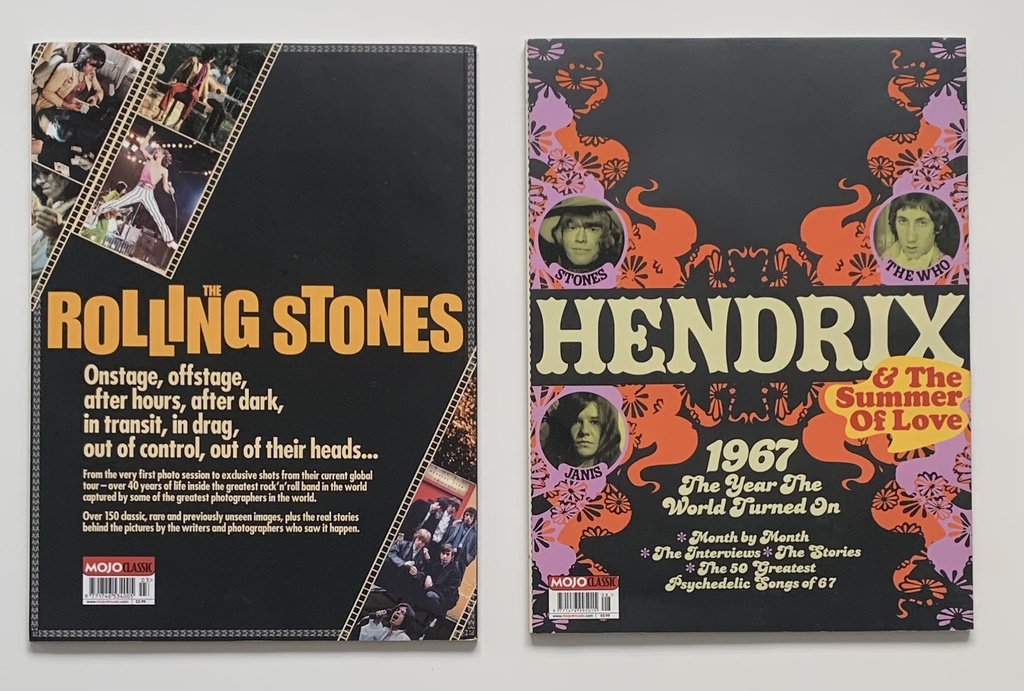 THE
ROLLING STONES
Onstage, offstage,
after hours, after dark,
in transit, in drag,
out of control, out of their heads...
From the very first photo session to exclusive shots from their current global
tour – over 40 years of life inside the greatest rock'n'roll band in the world
captured by some of the greatest photographers in the world.
Over 150 classic, rare and previously unseen images, plus the real stories
behind the pictures by the writers and photographers who saw it happen.
MOJO CLASSIC
STONES
THE WHO
HENDRIX
& The
Summer
Of Love
JANIS
1967
The Year The
World Turned On
* Month by Month
* The Interviews * The Stories
* The 50 Greatest
Psychedelic Songs of 67
MOJO CLASSIC